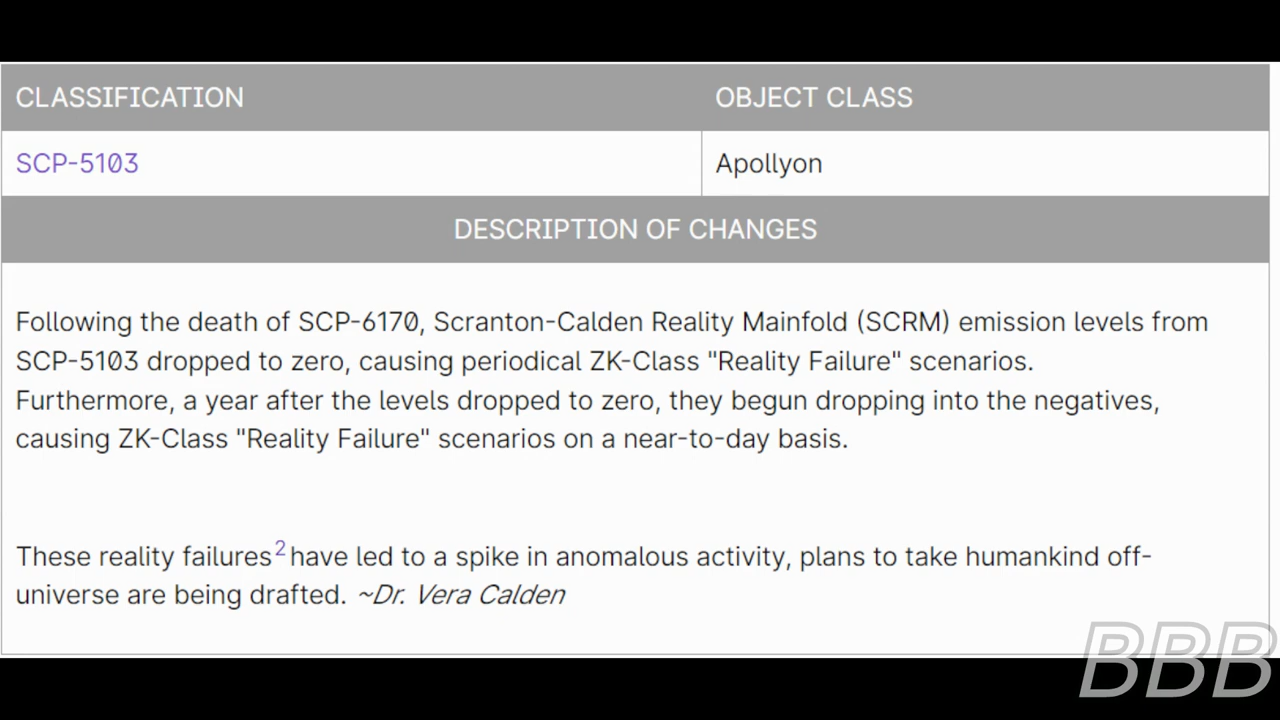 CLASSIFICATION
OBJECT CLASS
SCP-5103
Apollyon
DESCRIPTION OF CHANGES
Following the death of SCP-6170, Scranton-Calden Reality Mainfold (SCRM) emission levels from
SCP-5103 dropped to zero, causing periodical ZK-Class "Reality Failure" scenarios.
Furthermore, a year after the levels dropped to zero, they begun dropping into the negatives,
causing ZK-Class "Reality Failure" scenarios on a near-to-day basis.
These reality failures2 have led to a spike in anomalous activity, plans to take humankind off-
universe are being drafted. ~Dr. Vera Calden
BBB